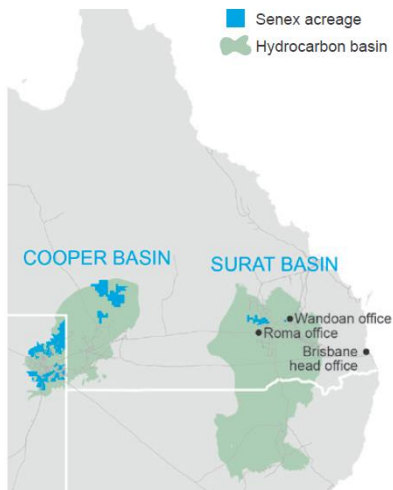 Senex acreage
Hydrocarbon basin
COOPER BASIN
SURAT BASIN
Wandoan office
Roma office
Brisbane
head office